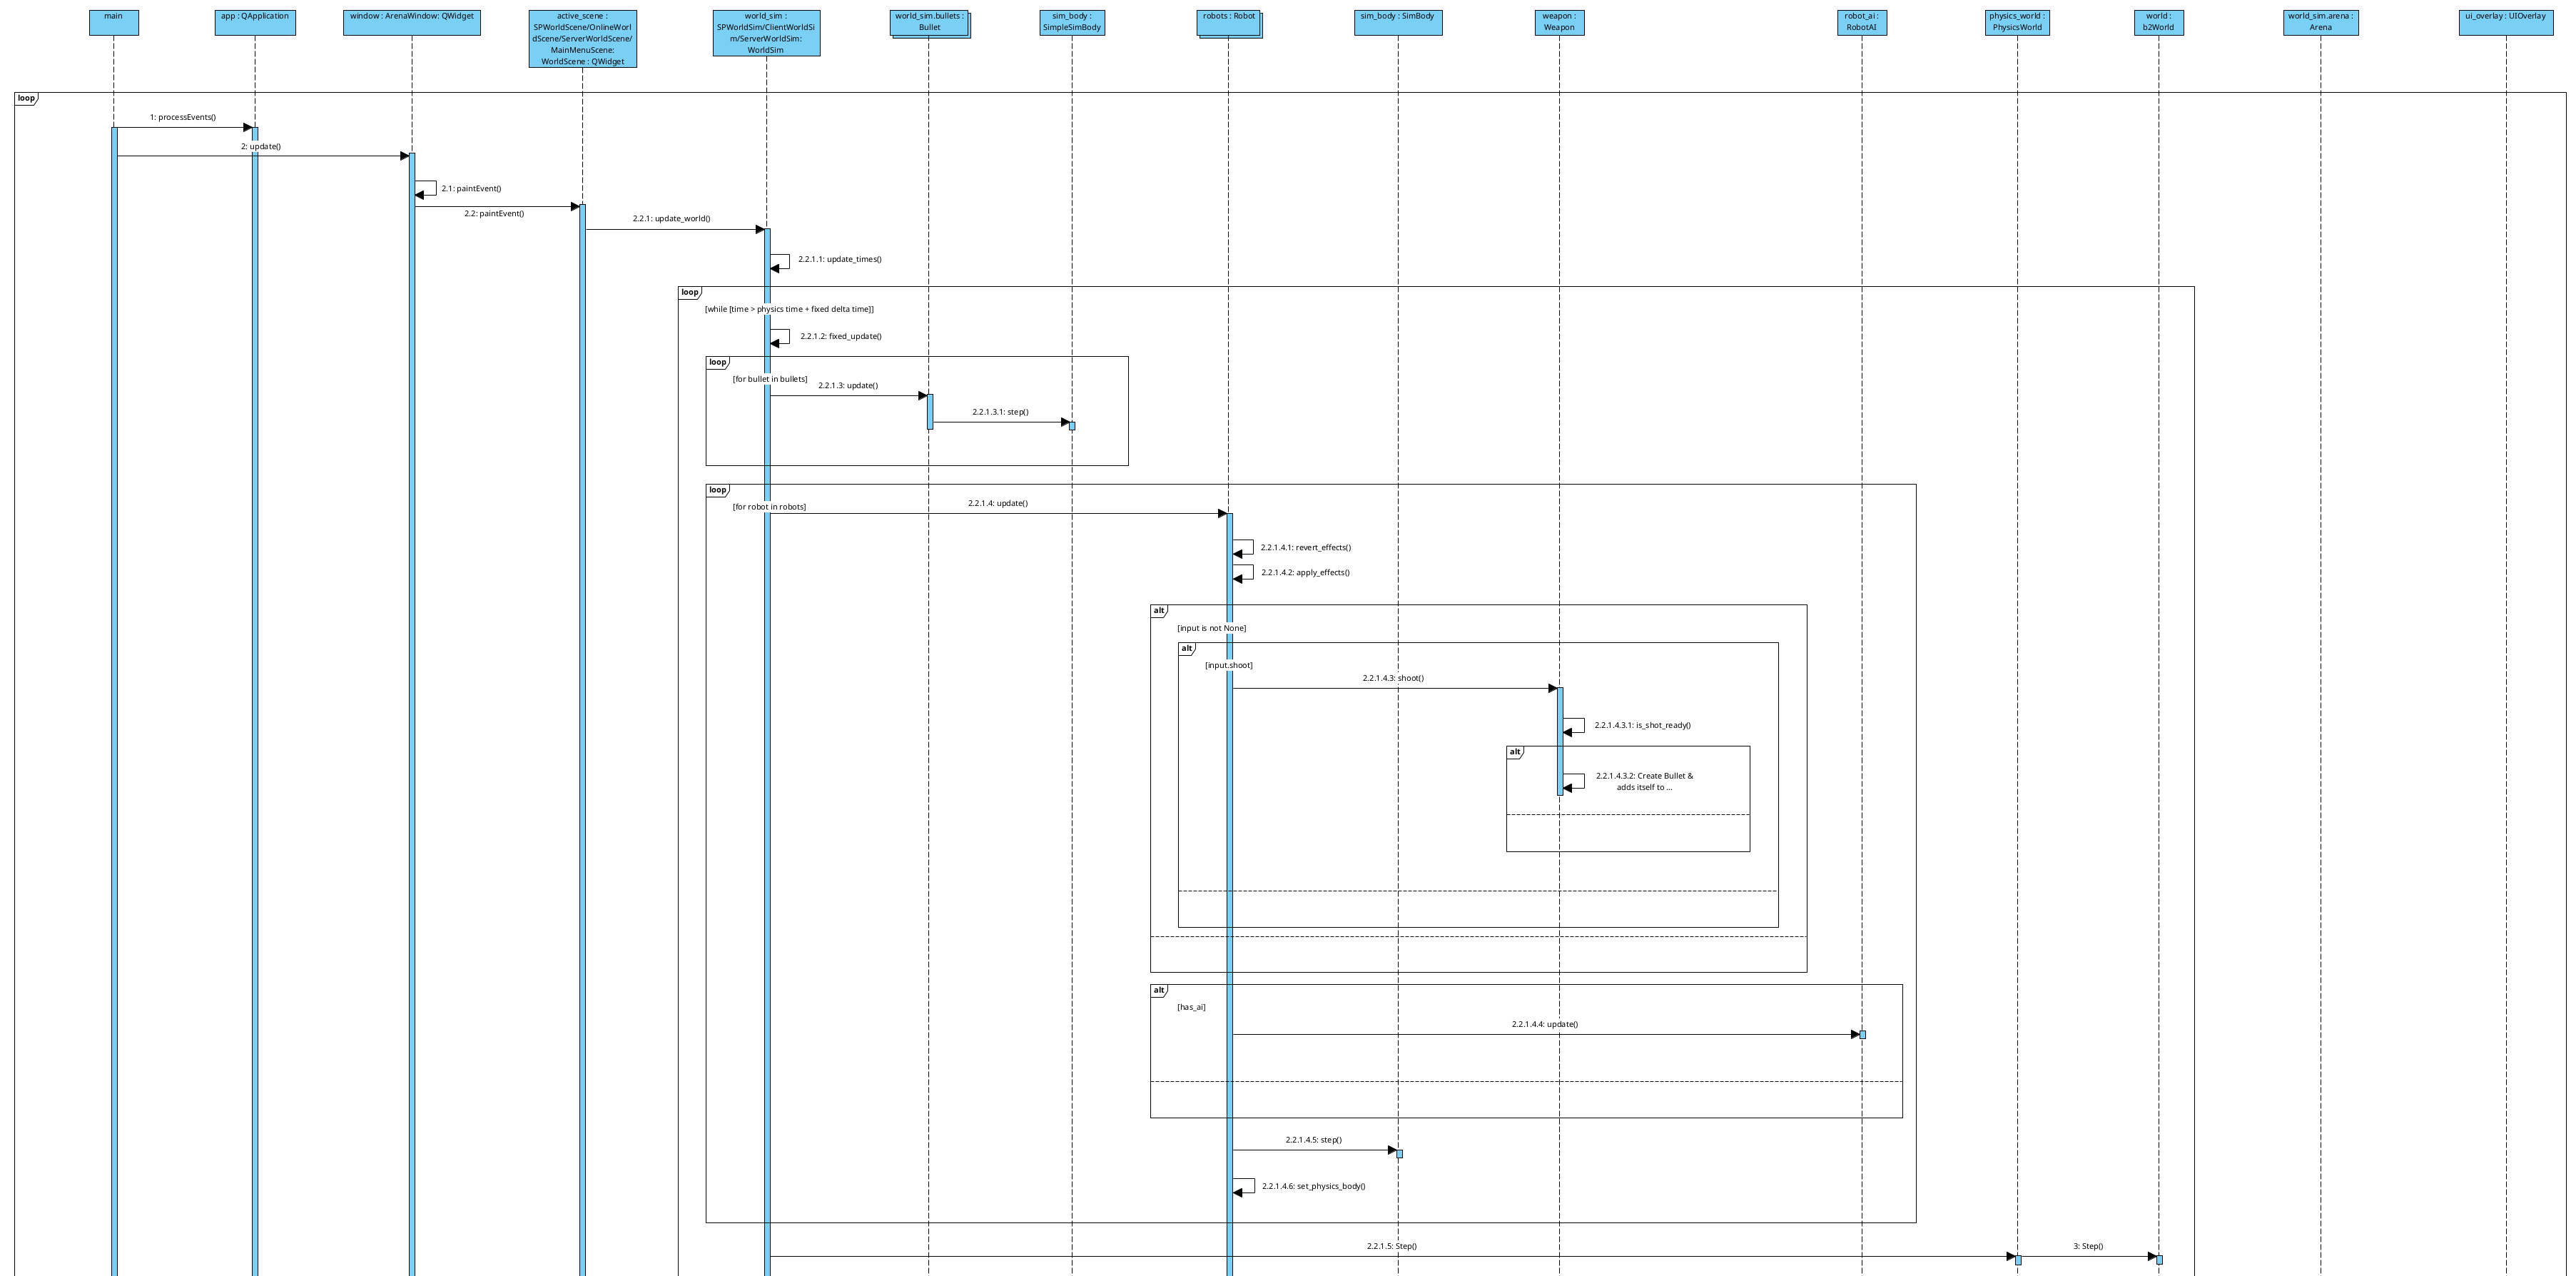 main
app : QApplication
window : ArenaWindow: QWidget
active_scene :
SPWorldScene/OnlineWorl
dScene/ServerWorldScene/
MainMenuScene:
WorldScene : QWidget
world_sim :
SPWorldSim/ClientWorldSi
m/ServerWorldSim:
WorldSim
world_sim.bullets :
Bullet
sim_body :
SimpleSimBody
robots : Robot
sim_body : SimBody
weapon :
Weapon
robot_ai :
RobotAI
physics_world :
PhysicsWorld
world :
b2World
world_sim.arena :
Arena
ui_overlay : UIOverlay
loop
1: processEvents()
2: update()
2.1: paintEvent()
2.2: paintEvent()
2.2.1: update_world()
2.2.1.1: update_times()
loop
[while [time > physics time + fixed delta time]]
2.2.1.2: fixed_update()
loop
[for bullet in bullets]
2.2.1.3: update()
2.2.1.3.1: step()
loop
[for robot in robots]
2.2.1.4: update()
2.2.1.4.1: revert_effects()
2.2.1.4.2: apply_effects()
alt
[input is not None]
alt
[input.shoot]
2.2.1.4.3: shoot()
2.2.1.4.3.1: is_shot_ready()
alt
2.2.1.4.3.2: Create Bullet &
adds itself to ...
alt
[has_ai]
2.2.1.4.4: update()
2.2.1.4.5: step()
2.2.1.4.6: set_physics_body()
2.2.1.5: Step()
3: Step()